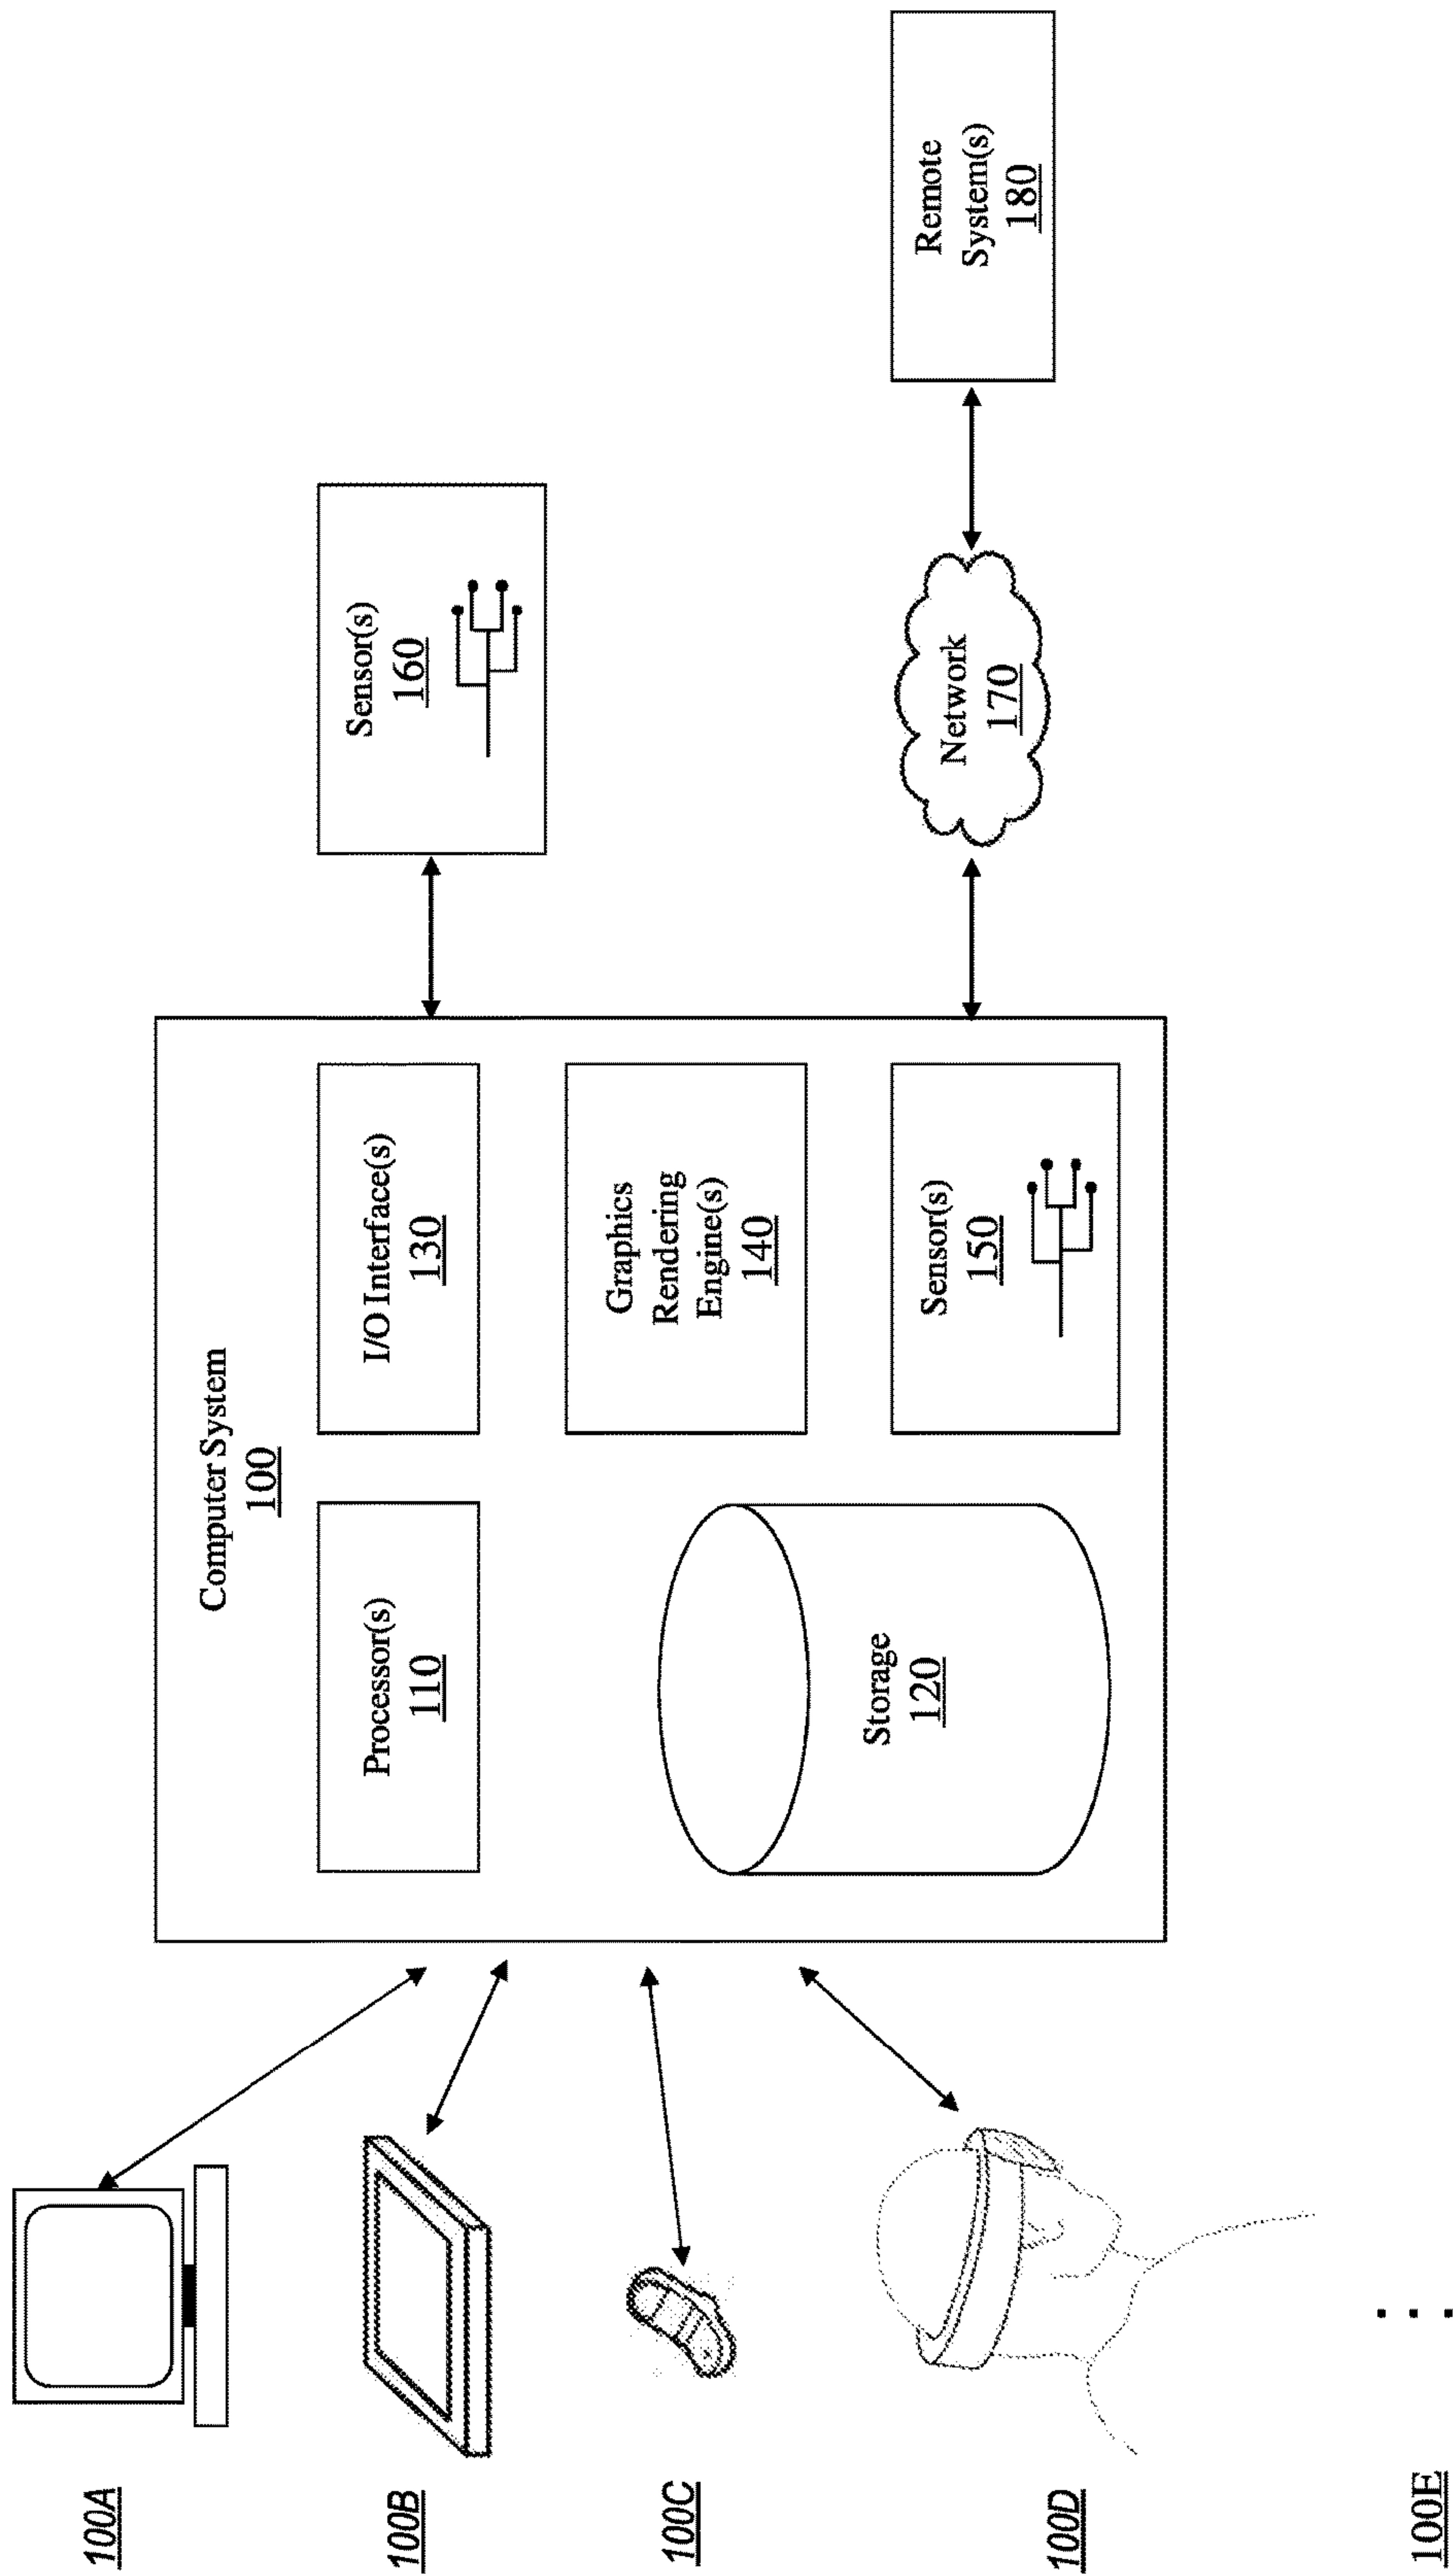 100A
100B
100C
100D
100E
Computer System
100
Processor(s)
110
I/O Interface(s)
130
Storage
120
Graphics
Rendering
Engine(s)
140
Sensor(s)
150
Sensor(s)
160
Network
170
Remote
System(s)
180